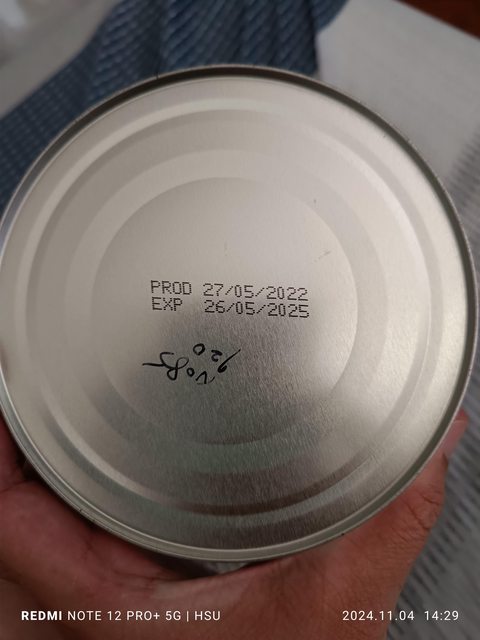 PROD 27/05/2022
EXP 26/05/2025
REDMI NOTE 12 PRO+ 5G | HSU
2024.11.04 14:29